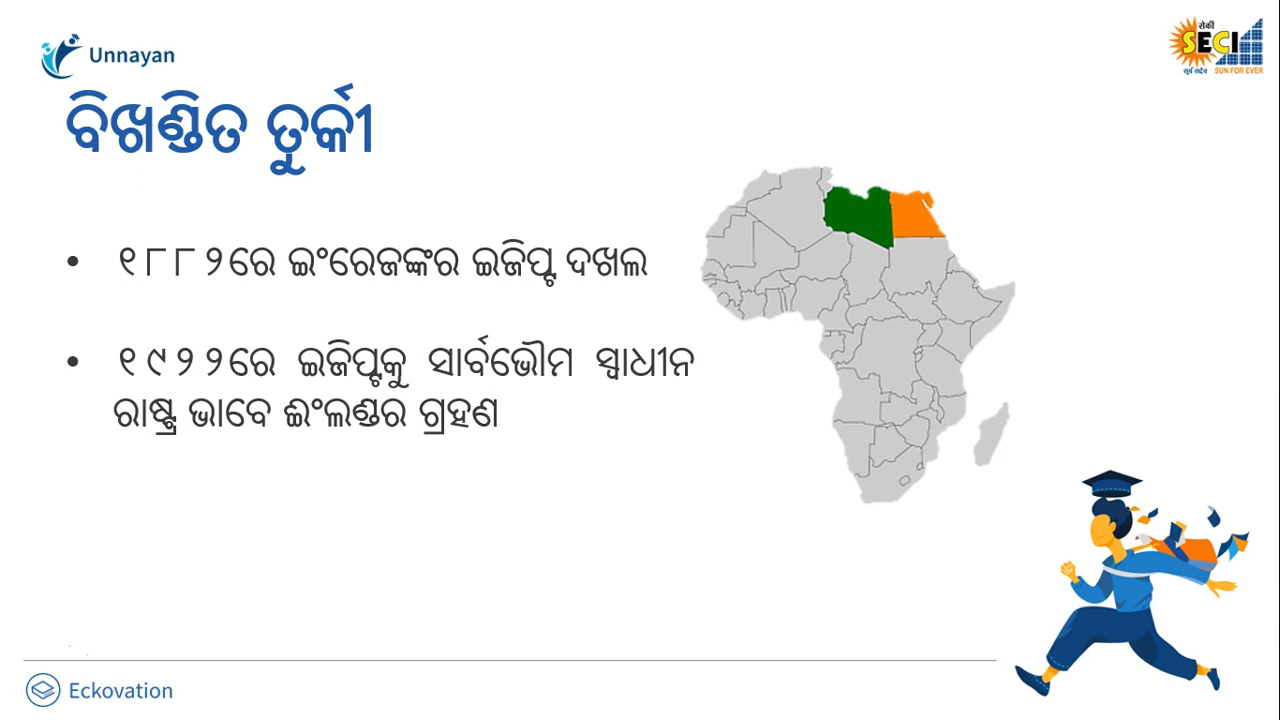 Unnayan
सेकी
SECI
सूर्य सदैव SUN FOR EVER
ବିଖଣ୍ଡିତ ତୁର୍କୀ
• ୧୮୮୨ରେ ଇଂରେଜଙ୍କର ଇଜିପ୍ଟ ଦଖଲ
• ୧୯୨୨ରେ ଇଜିପ୍ଟକୁ ସାର୍ବଭୌମ ସ୍ୱାଧୀନ
ରାଷ୍ଟ୍ର ଭାବେ ଈଂଲଣ୍ଡର ଗ୍ରହଣ
Eckovation